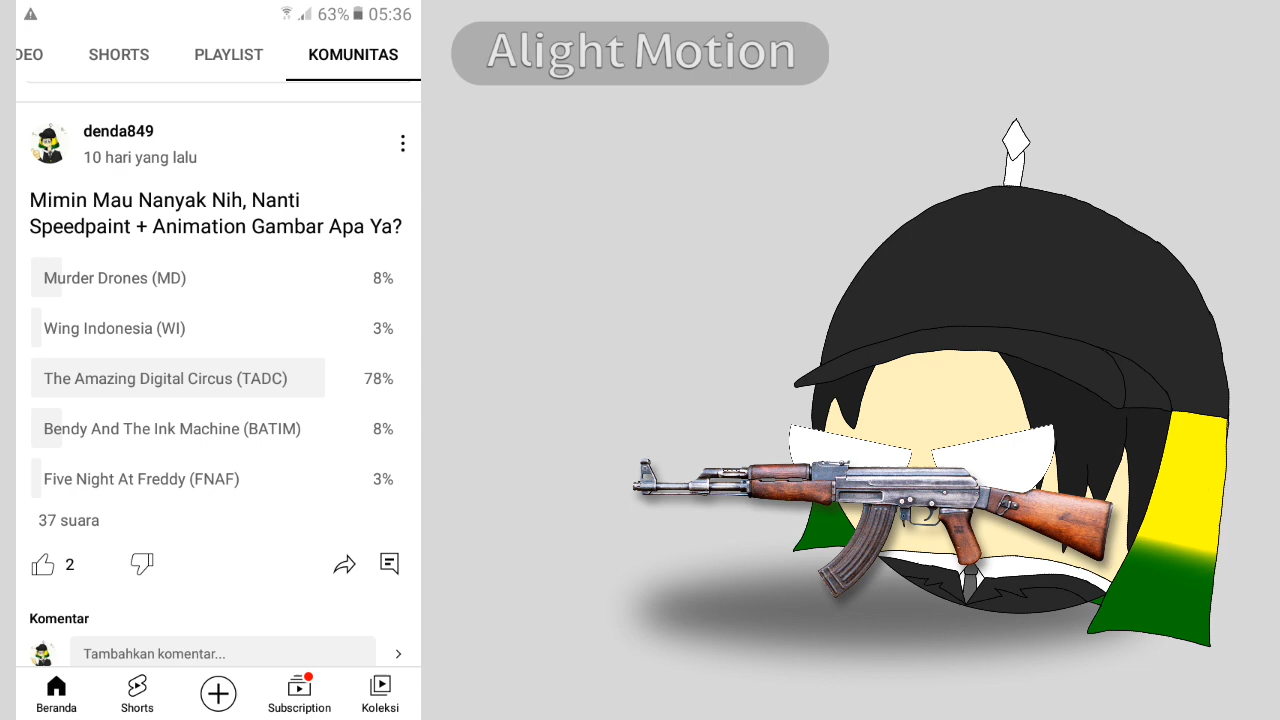 63% 05:36
DEO SHORTS PLAYLIST KOMUNITAS
Alight Motion
denda849
10 hari yang lalu
Mimin Mau Nanyak Nih, Nanti
Speedpaint + Animation Gambar Apa Ya?
Murder Drones (MD) 8%
Wing Indonesia (WI) 3%
The Amazing Digital Circus (TADC) 78%
Bendy And The Ink Machine (BATIM) 8%
Five Night At Freddy (FNAF) 3%
37 suara
2
Komentar
Tambahkan komentar...
Beranda Shorts Subscription Koleksi